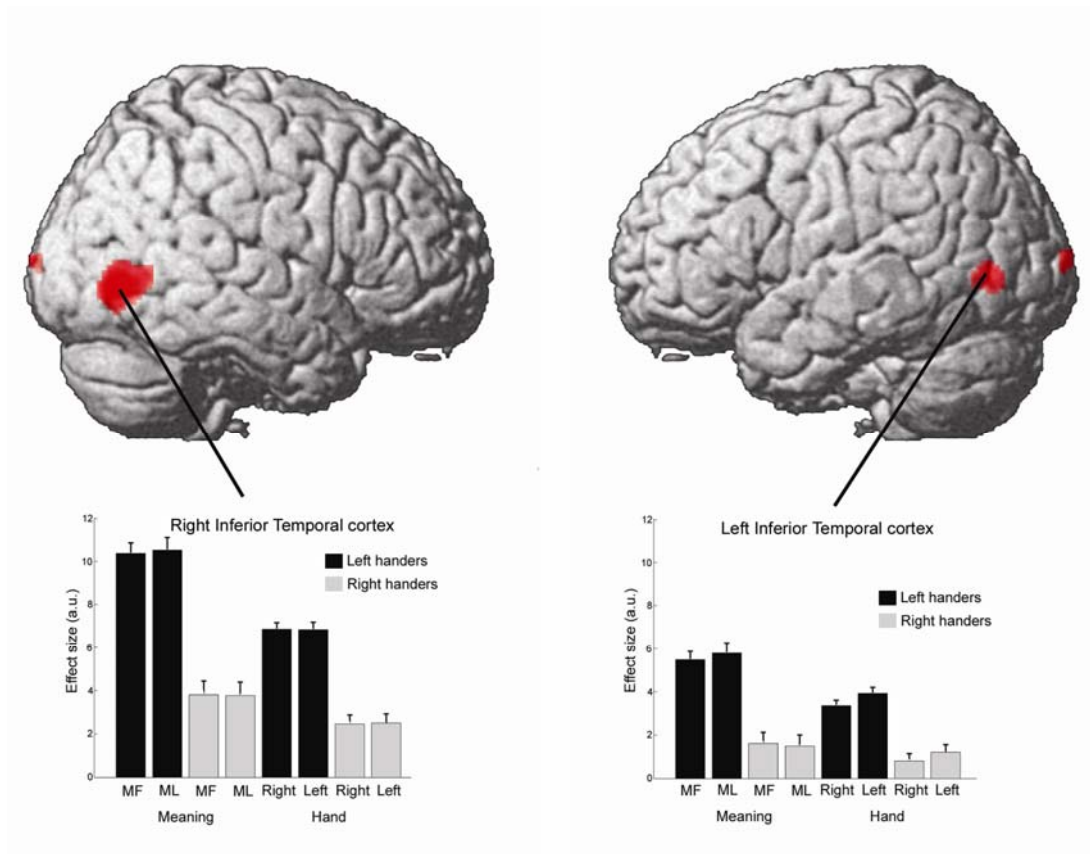 Right Inferior Temporal cortex
Left handers
Right handers
Effect size (a.u.)
12
10
8
6
4
2
0
MF ML MF ML Right Left Right Left
Meaning Hand
Left Inferior Temporal cortex
Left handers
Right handers
Effect size (a.u.)
12
10
8
6
4
2
0
MF ML MF ML Right Left Right Left
Meaning Hand